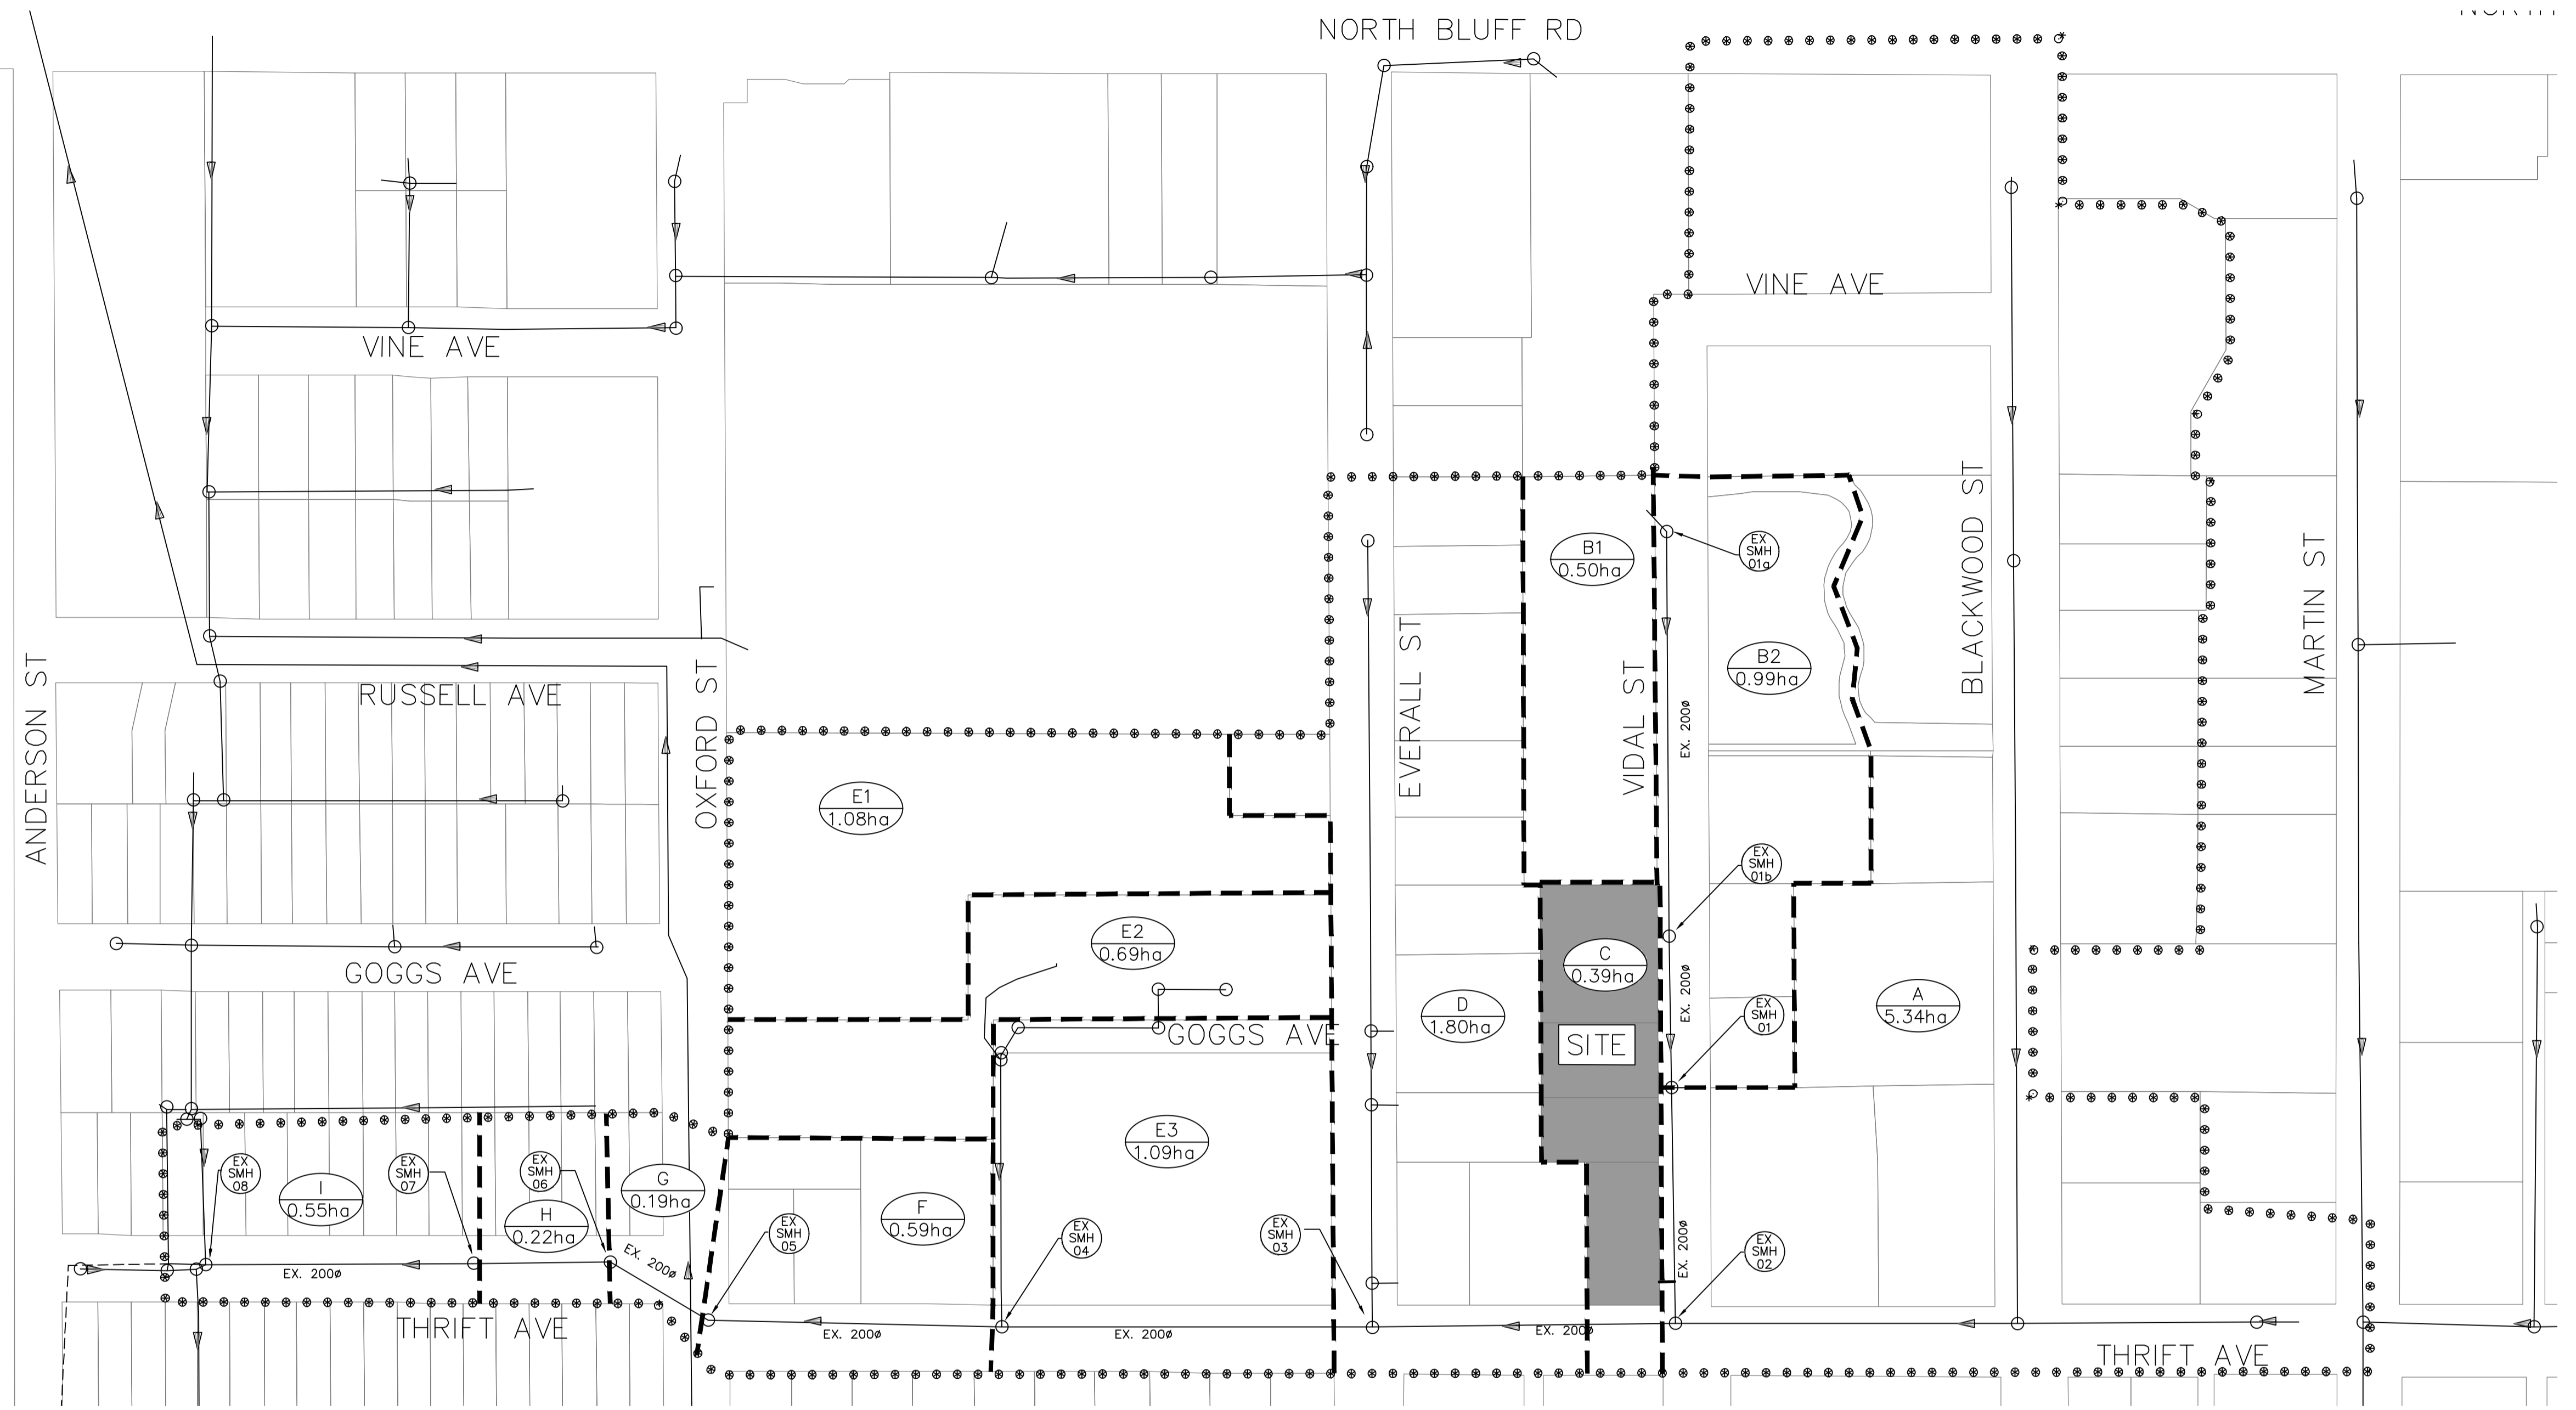 NORTH BLUFF RD
VINE AVE
VINE AVE
ANDERSON ST
RUSSELL AVE
OXFORD ST
EVERALL ST
VIDAL ST
BLACKWOOD ST
MARTIN ST
B1
0.50ha
EX
SMH
01a
B2
0.99ha
EX. 200ø
E1
1.08ha
EX
SMH
01b
E2
0.69ha
C
0.39ha
GOGGS AVE
EX. 200ø
D
1.80ha
A
5.34ha
EX
SMH
01
GOGGS AVE
SITE
E3
1.09ha
EX
SMH
08
I
0.55ha
EX
SMH
07
EX
SMH
06
H
0.22ha
G
0.19ha
F
0.59ha
EX
SMH
05
EX
SMH
04
EX
SMH
03
EX. 200ø
EX
SMH
02
EX. 200ø
EX. 200ø
EX. 200ø
EX. 200ø
EX. 200ø
THRIFT AVE
THRIFT AVE